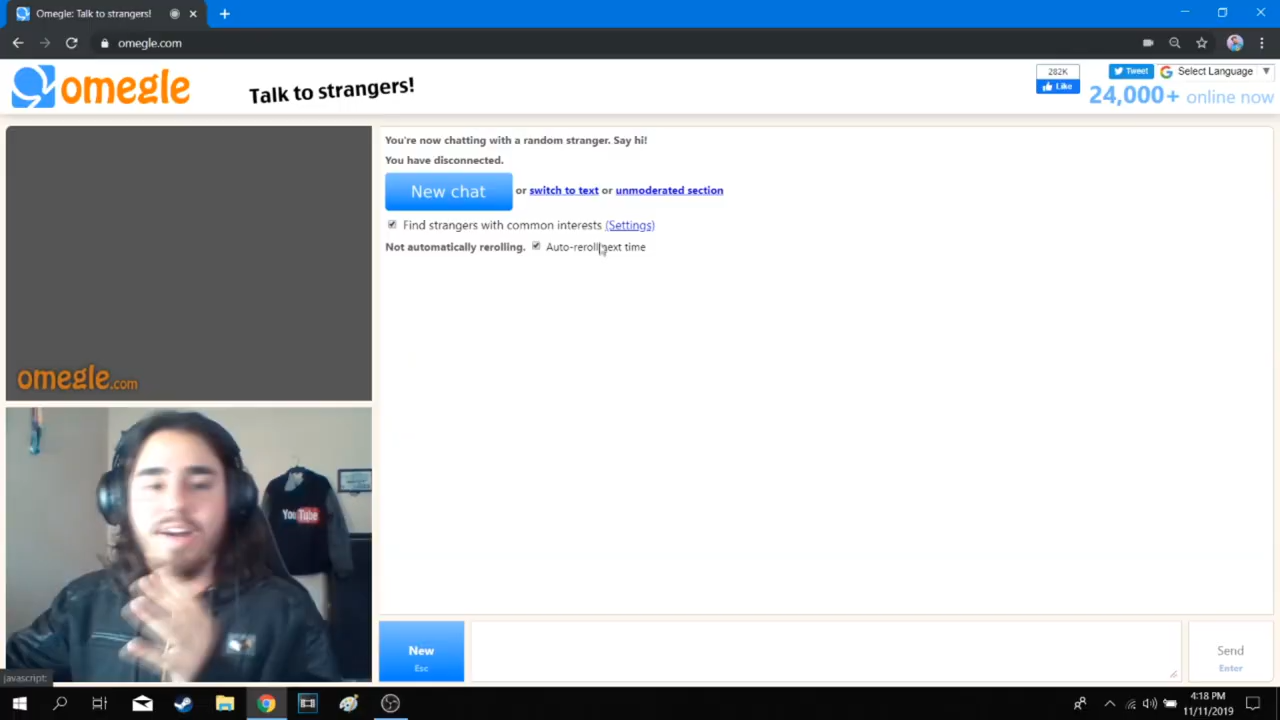 Omegle: Talk to strangers!
omegle.com
omegle
Talk to strangers!
282K
Like
Tweet
Select Language
24,000+ online now
You're now chatting with a random stranger. Say hi!
You have disconnected.
New chat or switch to text or unmoderated section
Find strangers with common interests (Settings)
Not automatically rerolling. Auto-reroll next time
omegle.com
YouTube
New
Esc
Send
Enter
javascript:
4:18 PM
11/11/2019